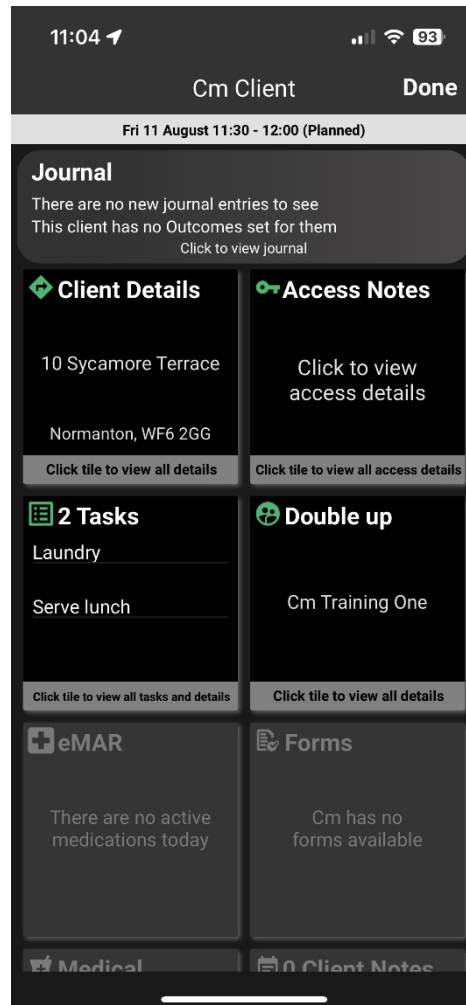 11:04
93
Cm Client
Done
Fri 11 August 11:30 - 12:00 (Planned)
Journal
There are no new journal entries to see
This client has no Outcomes set for them
Click to view journal
Client Details
10 Sycamore Terrace
Normanton, WF6 2GG
Click tile to view all details
Access Notes
Click to view
access details
Click tile to view all access details
2 Tasks
Laundry
Serve lunch
Click tile to view all tasks and details
Double up
Cm Training One
Click tile to view all details
eMAR
There are no active
medications today
Forms
Cm has no
forms available
Medical
0 Client Notes